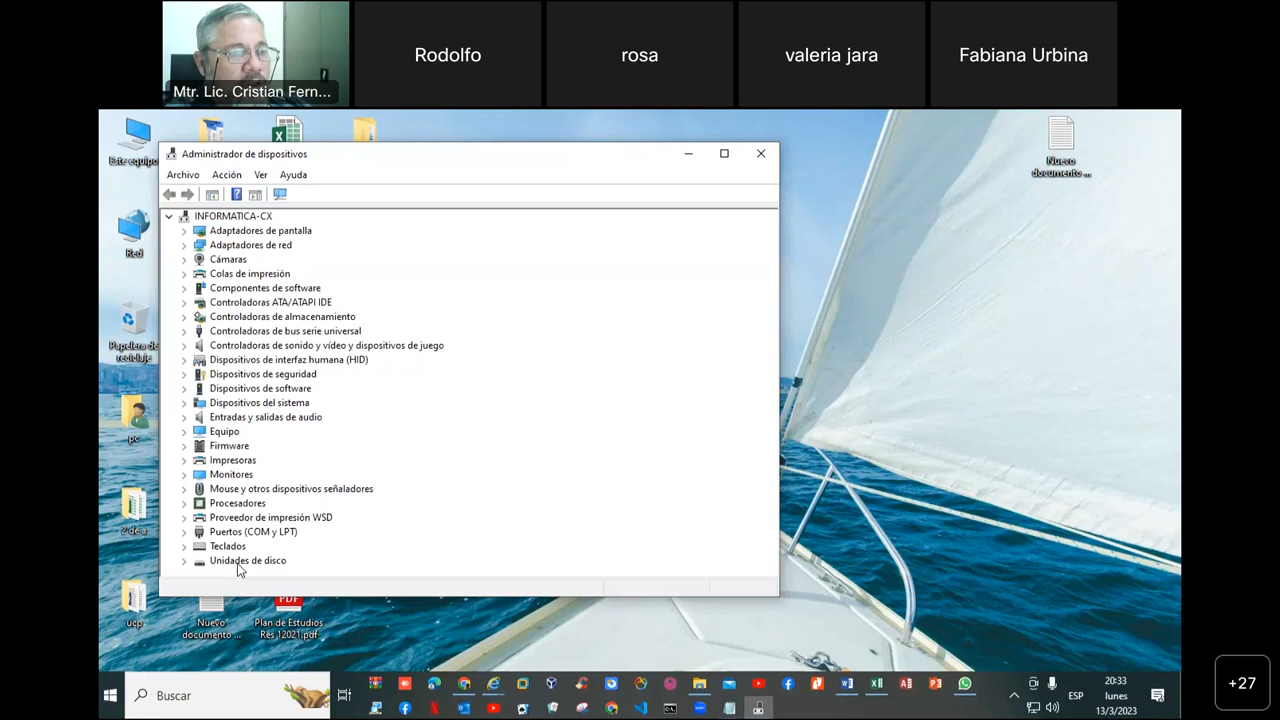 Mtr. Lic. Cristian Fern...
Rodolfo
rosa
valeria jara
Fabiana Urbina
Este equipo
Red
Papelera de
reciclaje
pc
ucp
Nuevo
documento ...
Plan de Estudios
Res 12021.pdf
Nuevo
documento ...
Administrador de dispositivos
Archivo Acción Ver Ayuda
INFORMATICA-CX
Adaptadores de pantalla
Adaptadores de red
Cámaras
Colas de impresión
Componentes de software
Controladoras ATA/ATAPI IDE
Controladoras de almacenamiento
Controladoras de bus serie universal
Controladoras de sonido y vídeo y dispositivos de juego
Dispositivos de interfaz humana (HID)
Dispositivos de seguridad
Dispositivos de software
Dispositivos del sistema
Entradas y salidas de audio
Equipo
Firmware
Impresoras
Monitores
Mouse y otros dispositivos señaladores
Procesadores
Proveedor de impresión WSD
Puertos (COM y LPT)
Teclados
Unidades de disco
Buscar
ESP
20:33
lunes
13/3/2023
+27